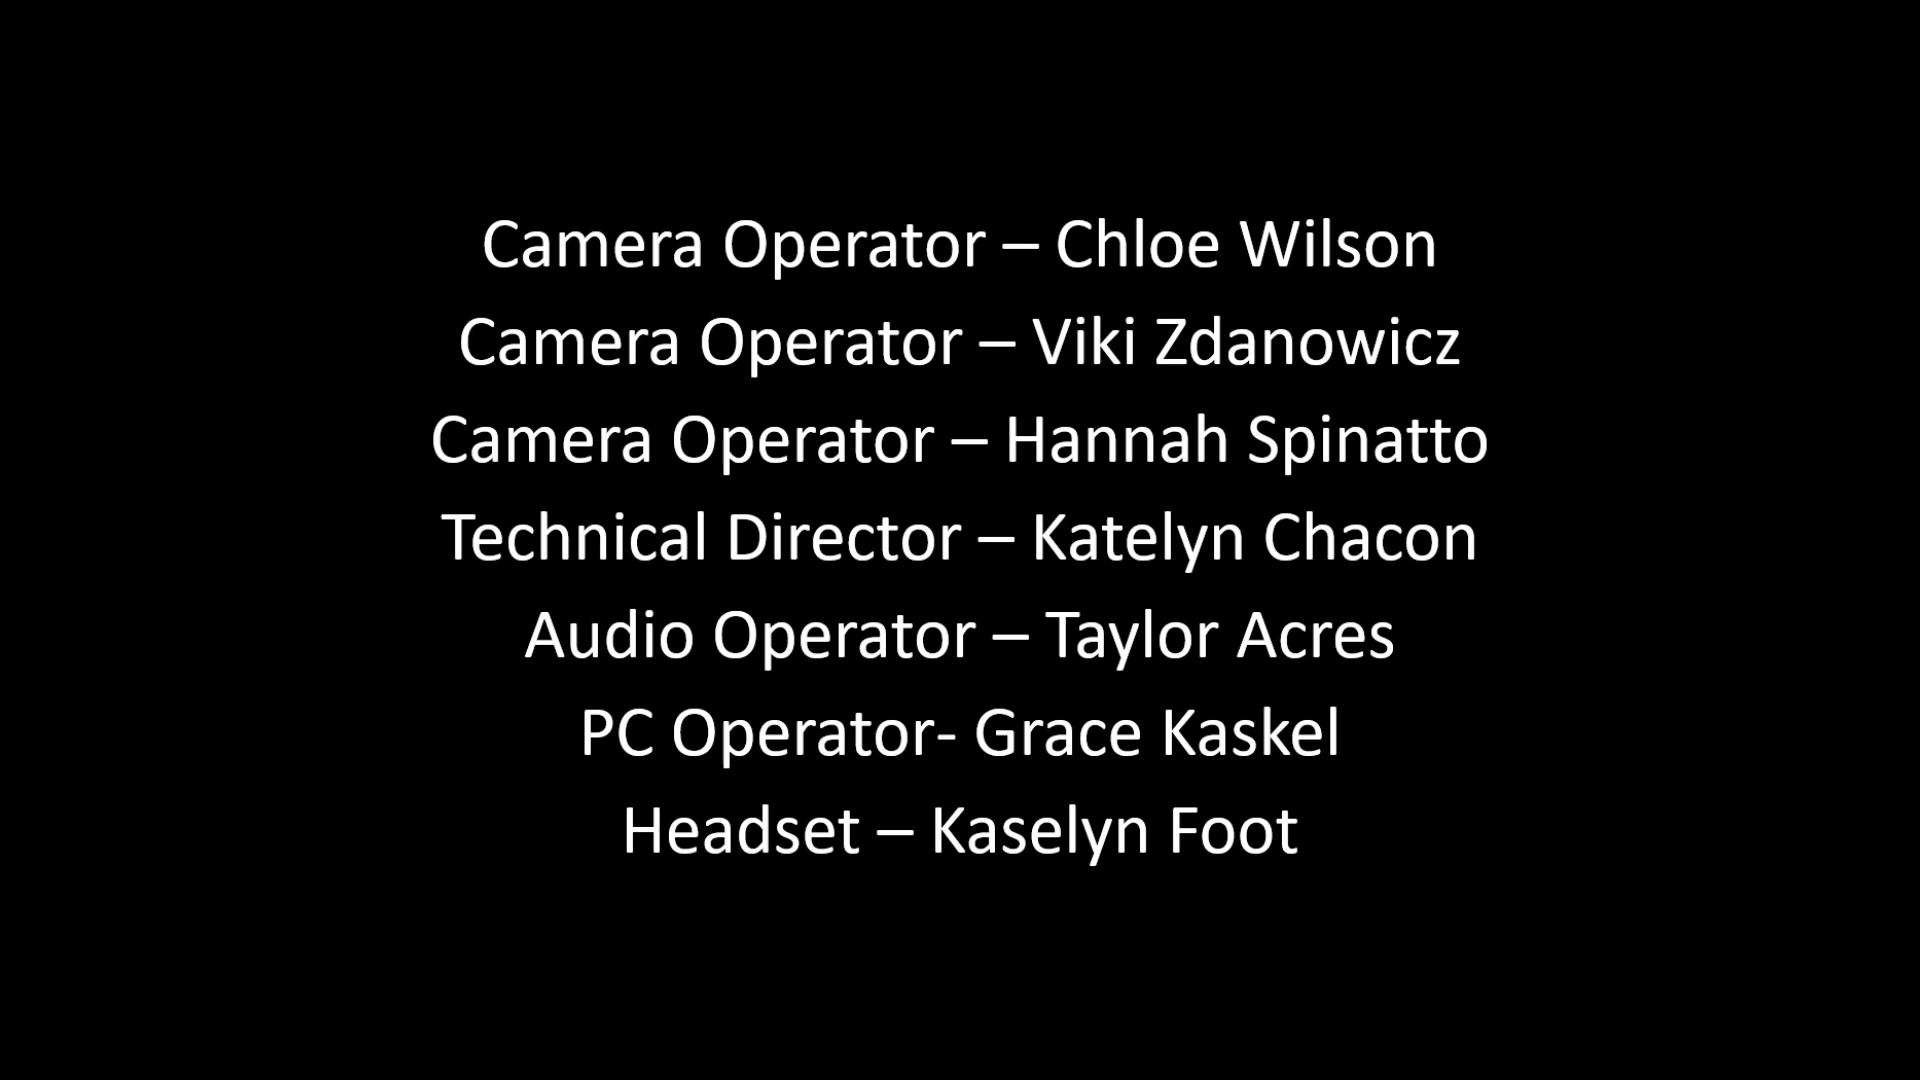 Camera Operator – Chloe Wilson
Camera Operator – Viki Zdanowicz
Camera Operator – Hannah Spinatto
Technical Director – Katelyn Chacon
Audio Operator – Taylor Acres
PC Operator- Grace Kaskel
Headset – Kaselyn Foot